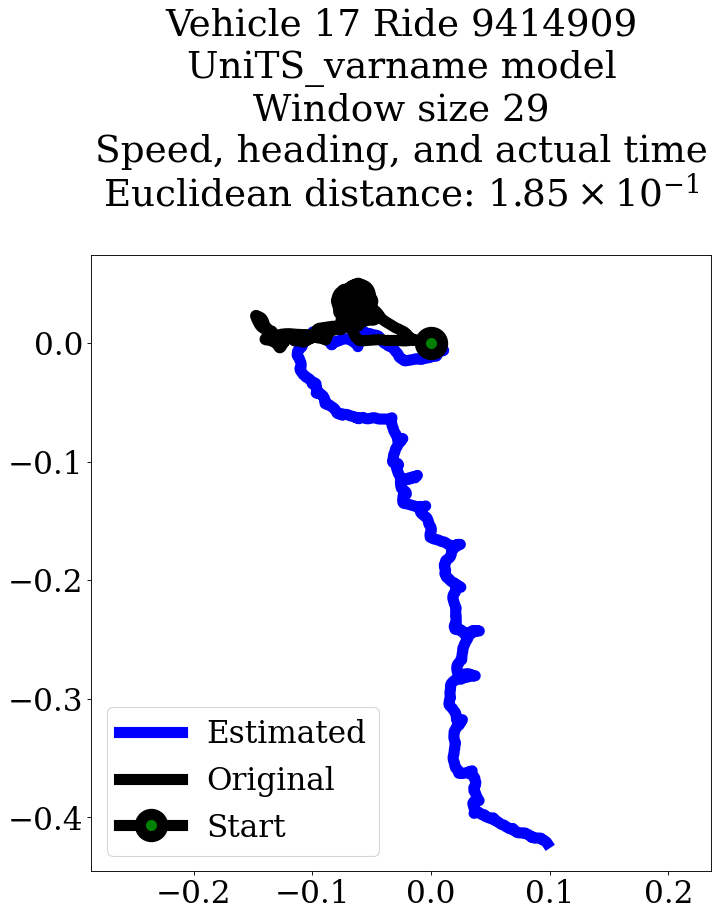 Vehicle 17 Ride 9414909
UniTS_varname model
Window size 29
Speed, heading, and actual time
Euclidean distance: 1.85 × 10⁻¹
0.0
−0.1
−0.2
−0.3
−0.4
Estimated
Original
Start
−0.2 −0.1 0.0 0.1 0.2